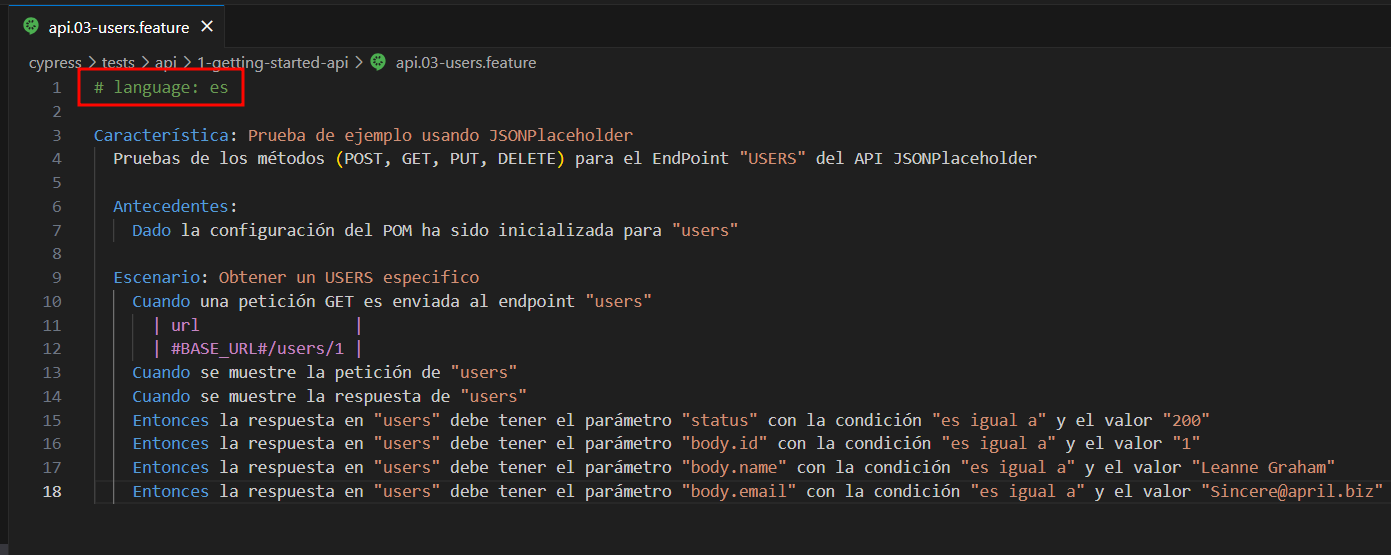 api.03-users.feature ×
cypress > tests > api > 1-getting-started-api > api.03-users.feature
1 # language: es
2
3 Característica: Prueba de ejemplo usando JSONPlaceholder
4 Pruebas de los métodos (POST, GET, PUT, DELETE) para el EndPoint "USERS" del API JSONPlaceholder
5
6 Antecedentes:
7 Dado la configuración del POM ha sido inicializada para "users"
8
9 Escenario: Obtener un USERS especifico
10 Cuando una petición GET es enviada al endpoint "users"
11 | url |
12 | #BASE_URL#/users/1 |
13 Cuando se muestre la petición de "users"
14 Cuando se muestre la respuesta de "users"
15 Entonces la respuesta en "users" debe tener el parámetro "status" con la condición "es igual a" y el valor "200"
16 Entonces la respuesta en "users" debe tener el parámetro "body.id" con la condición "es igual a" y el valor "1"
17 Entonces la respuesta en "users" debe tener el parámetro "body.name" con la condición "es igual a" y el valor "Leanne Graham"
18 Entonces la respuesta en "users" debe tener el parámetro "body.email" con la condición "es igual a" y el valor "Sincere@april.biz"